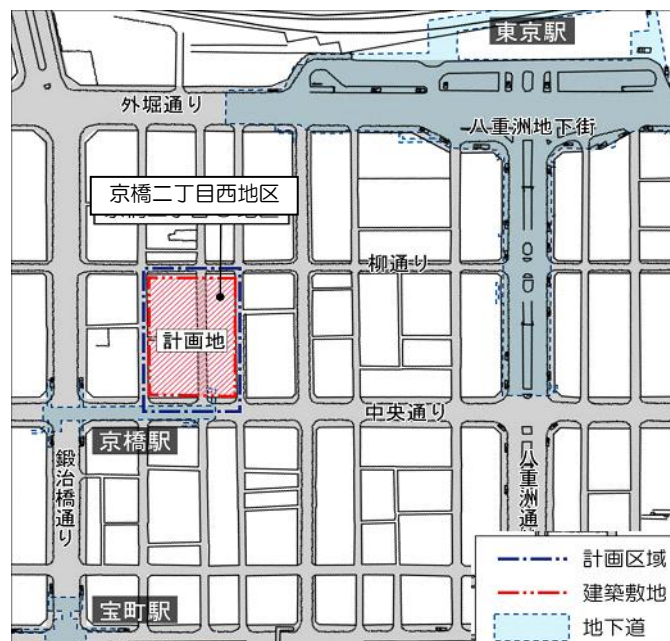 東京駅
外堀通り
八重洲地下街
京橋二丁目西地区
柳通り
計画地
中央通り
京橋駅
鍛冶橋通り
八重洲通
宝町駅
計画区域
建築敷地
地下道